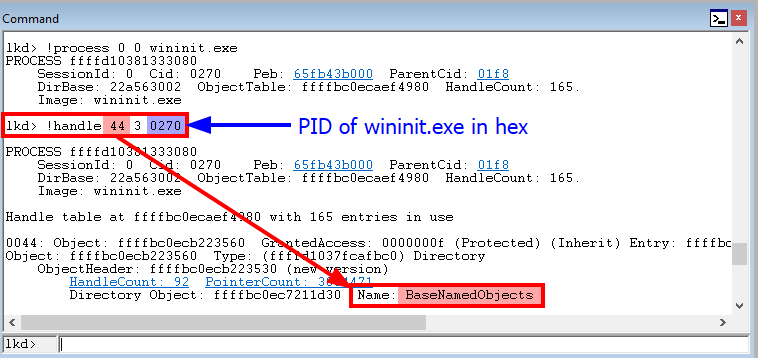 Command
lkd> !process 0 0 wininit.exe
PROCESS ffffd10381333080
SessionId: 0 Cid: 0270 Peb: 65fb43b000 ParentCid: 01f8
DirBase: 22a563002 ObjectTable: ffffbc0ecaef4980 HandleCount: 165.
Image: wininit.exe
lkd> !handle 44 3 0270 PID of wininit.exe in hex
PROCESS ffffd10381333080
SessionId: 0 Cid: 0270 Peb: 65fb43b000 ParentCid: 01f8
DirBase: 22a563002 ObjectTable: ffffbc0ecaef4980 HandleCount: 165.
Image: wininit.exe
Handle table at ffffbc0ecaef4980 with 165 entries in use
0044: Object: ffffbc0ecb223560 GrantedAccess: 0000000f (Protected) (Inherit) Entry: ffffbc
Object: ffffbc0ecb223560 Type: (ffffd1037fcafbc0) Directory
ObjectHeader: ffffbc0ecb223530 (new version)
HandleCount: 92 PointerCount:
Directory Object: ffffbc0ec7211d30 Name: BaseNamedObjects
lkd>